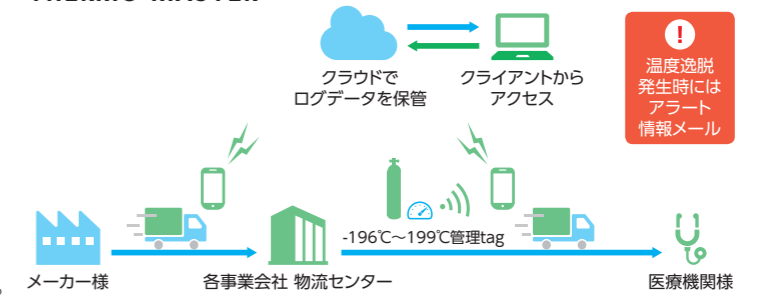 クラウドで
ログデータを保管
クライアントから
アクセス
!
温度逸脱
発生時には
アラート
情報メール
-196℃〜199℃管理tag
メーカー様
各事業会社 物流センター
医療機関様